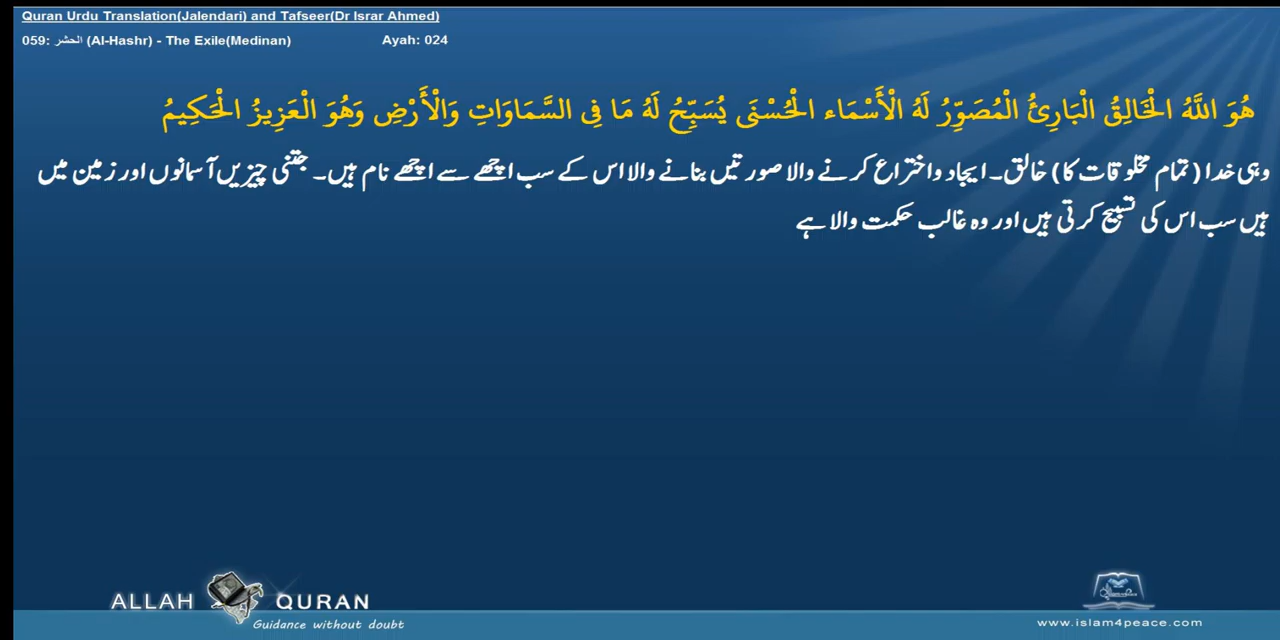 Quran Urdu Translation(Jalendari) and Tafseer(Dr Israr Ahmed)
059: الحشر (Al-Hashr) - The Exile(Medinan) Ayah: 024
هُوَ اللَّهُ الْخَالِقُ الْبَارِئُ الْمُصَوِّرُ لَهُ الْأَسْمَاء الْحُسْنَى يُسَبِّحُ لَهُ مَا فِي السَّمَاوَاتِ وَالْأَرْضِ وَهُوَ الْعَزِيزُ الْحَكِيمُ
وہی خدا (تمام مخلوقات کا) خالق۔ ایجاد واختراع کرنے والا صورتیں بنانے والا اس کے سب اچھے سے اچھے نام ہیں۔ جتنی چیزیں آسمانوں اور زمین میں
ہیں سب اس کی تسبیح کرتی ہیں اور وہ غالب حکمت والا ہے
ALLAH QURAN
Guidance without doubt
www.islam4peace.com